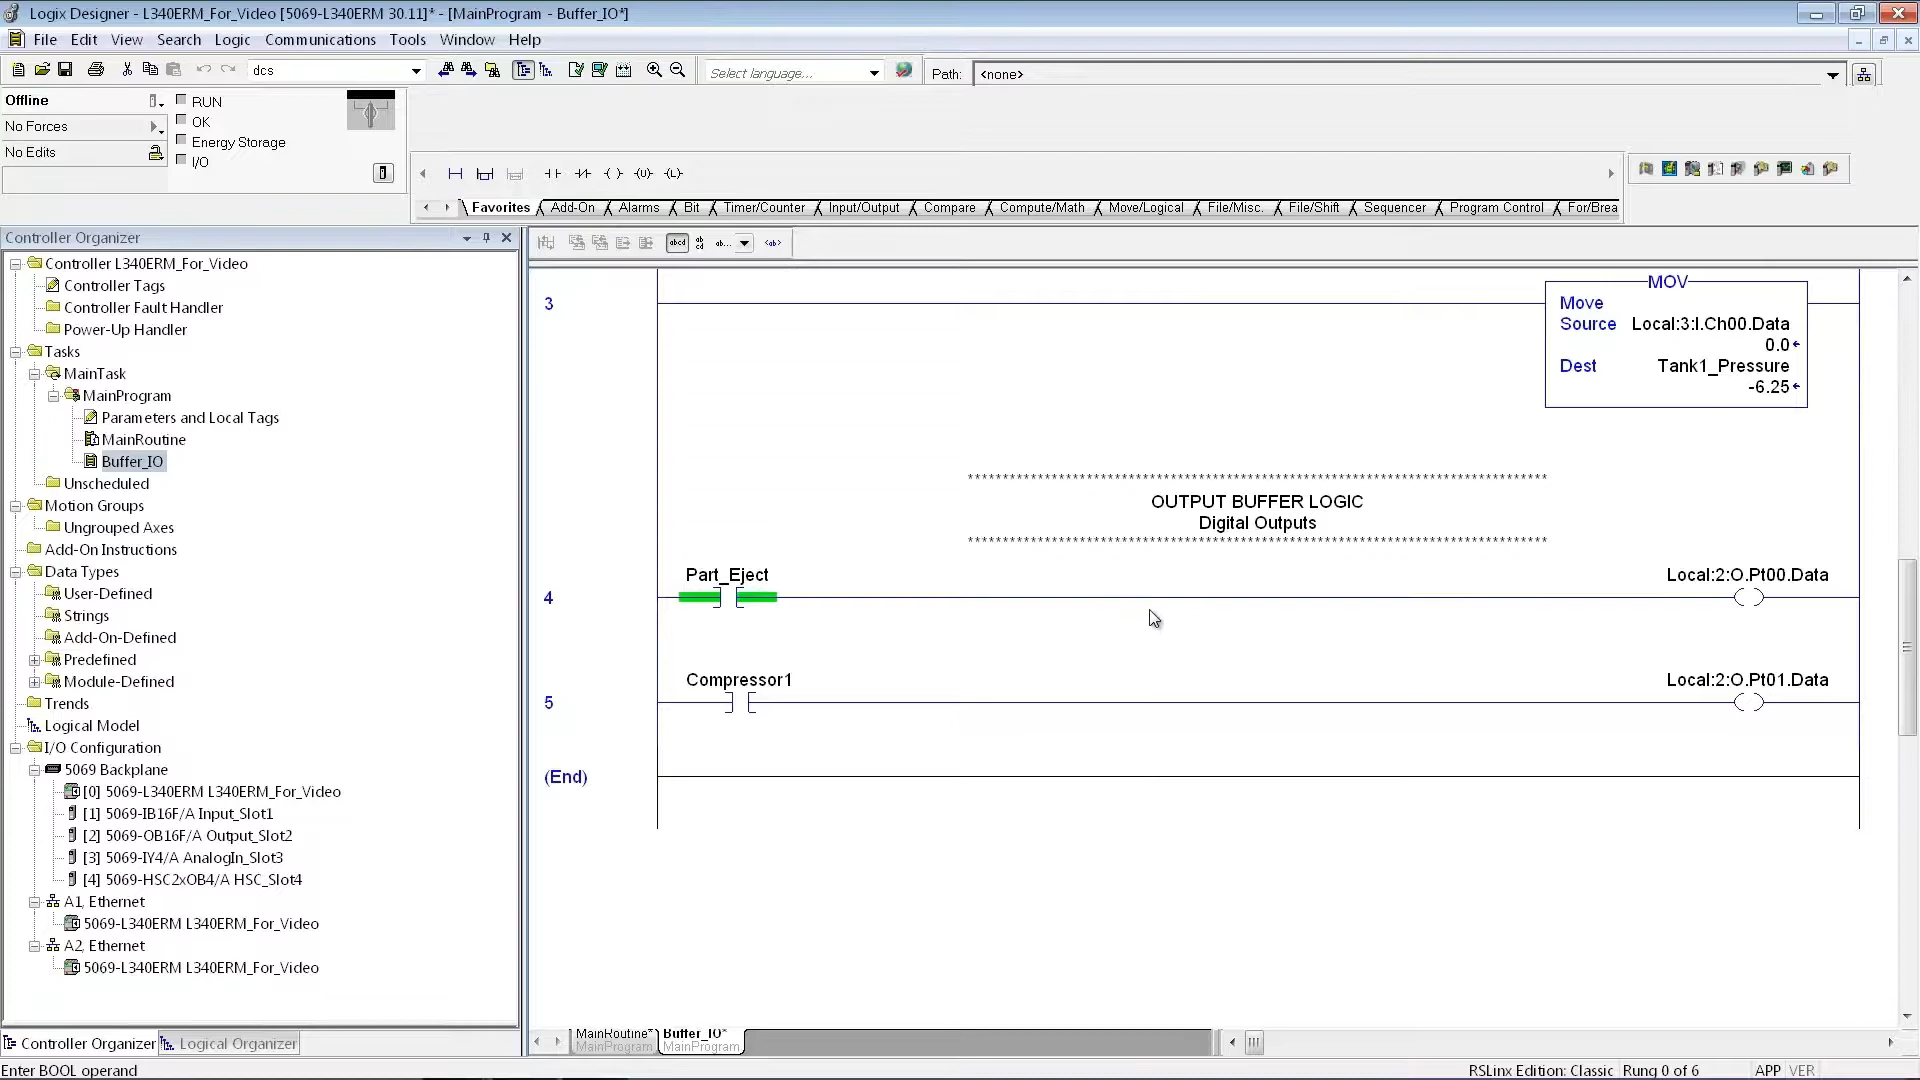 Logix Designer - L340ERM_For_Video [5069-L340ERM 30.11]* - [MainProgram - Buffer_IO*]
File Edit View Search Logic Communications Tools Window Help
dcs
Select language...
Path: <none>
Offline
RUN
No Forces
OK
Energy Storage
No Edits
I/O
Favorites Add-On Alarms Bit Timer/Counter Input/Output Compare Compute/Math Move/Logical File/Misc. File/Shift Sequencer Program Control For/Brea
Controller Organizer
Controller L340ERM_For_Video
Controller Tags
Controller Fault Handler
Power-Up Handler
Tasks
MainTask
MainProgram
Parameters and Local Tags
MainRoutine
Buffer_IO
Unscheduled
Motion Groups
Ungrouped Axes
Add-On Instructions
Data Types
User-Defined
Strings
Add-On-Defined
Predefined
Module-Defined
Trends
Logical Model
I/O Configuration
5069 Backplane
[0] 5069-L340ERM L340ERM_For_Video
[1] 5069-IB16F/A Input_Slot1
[2] 5069-OB16F/A Output_Slot2
[3] 5069-IY4/A AnalogIn_Slot3
[4] 5069-HSC2xOB4/A HSC_Slot4
A1, Ethernet
5069-L340ERM L340ERM_For_Video
A2, Ethernet
5069-L340ERM L340ERM_For_Video
Controller Organizer Logical Organizer
abcd ab cd ab... <ab>
3
MOV
Move
Source Local:3:I.Ch00.Data
0.0
Dest Tank1_Pressure
-6.25
OUTPUT BUFFER LOGIC
Digital Outputs
Part_Eject Local:2:O.Pt00.Data
4
Compressor1 Local:2:O.Pt01.Data
5
(End)
MainRoutine* Buffer_IO*
MainProgram MainProgram
Enter BOOL operand
RSLinx Edition: Classic Rung 0 of 6 APP VER